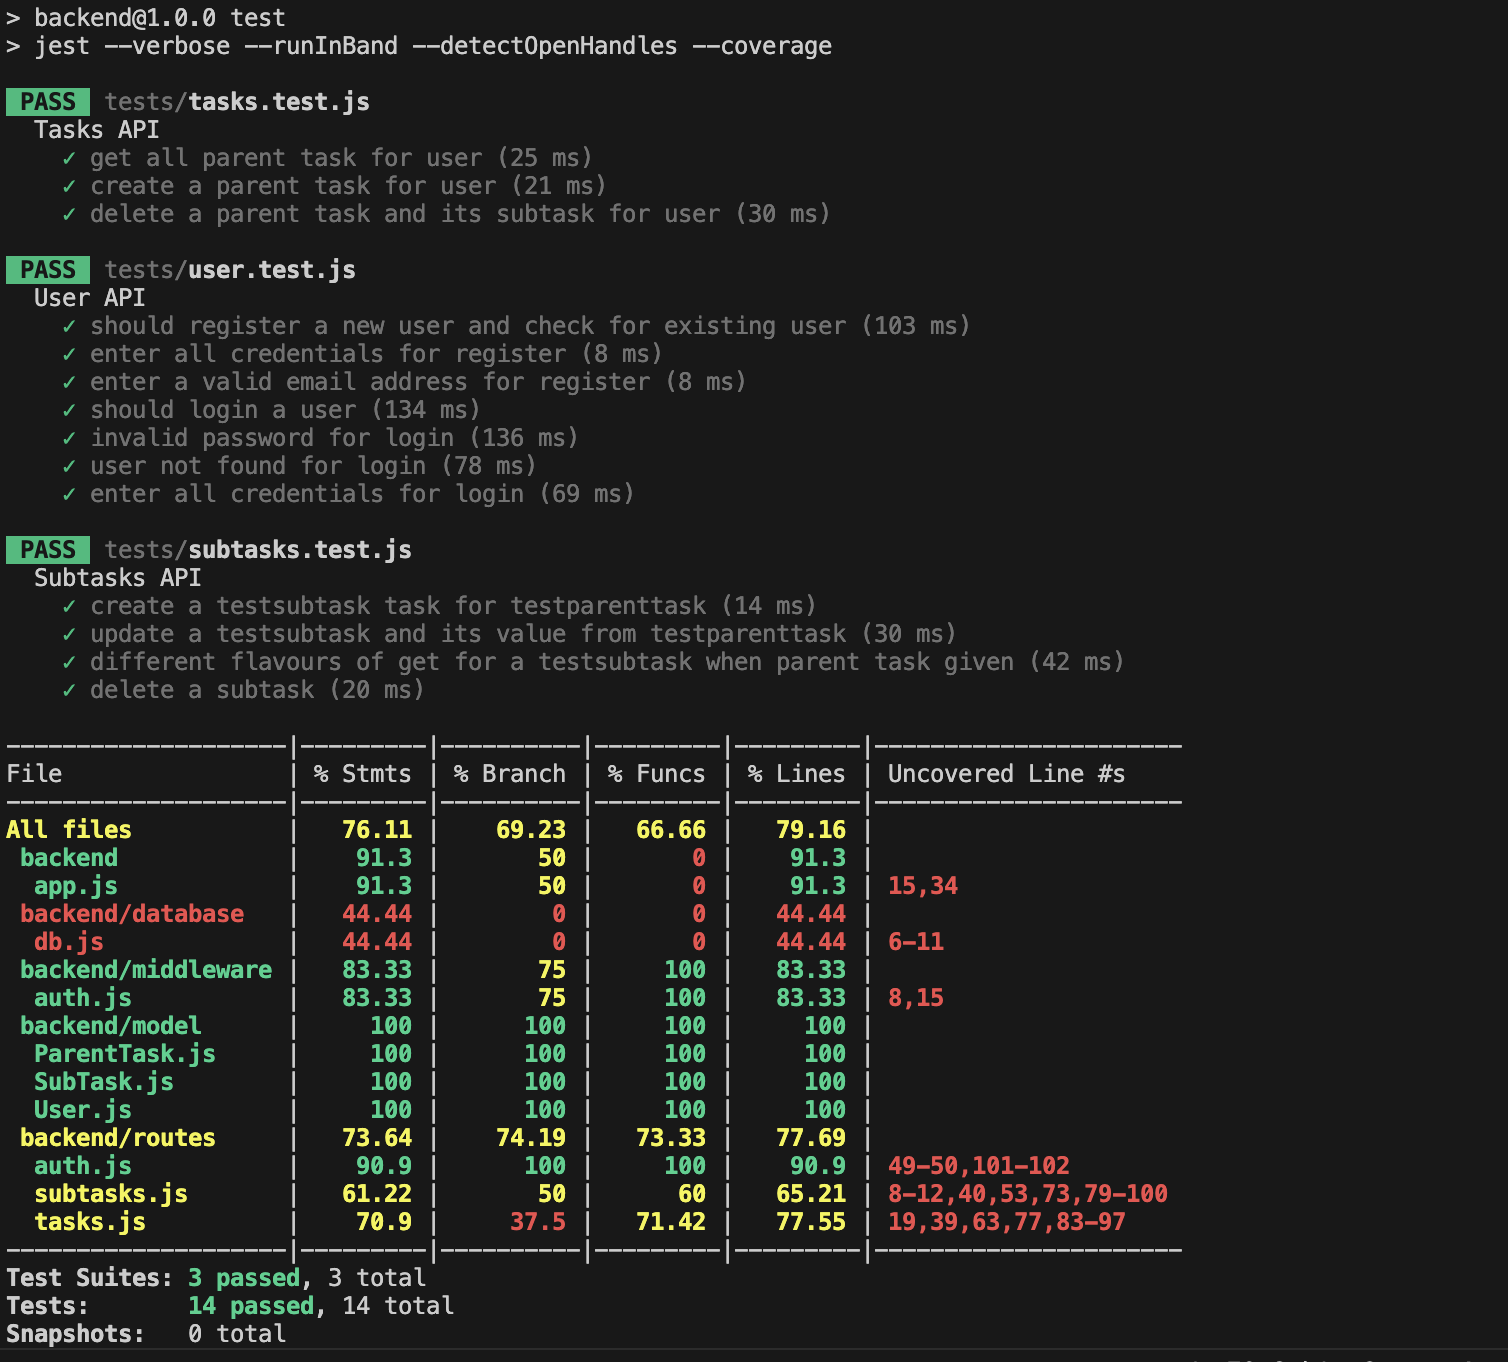 > backend@1.0.0 test
> jest --verbose --runInBand --detectOpenHandles --coverage
PASS tests/tasks.test.js
Tasks API
✓ get all parent task for user (25 ms)
✓ create a parent task for user (21 ms)
✓ delete a parent task and its subtask for user (30 ms)
PASS tests/user.test.js
User API
✓ should register a new user and check for existing user (103 ms)
✓ enter all credentials for register (8 ms)
✓ enter a valid email address for register (8 ms)
✓ should login a user (134 ms)
✓ invalid password for login (136 ms)
✓ user not found for login (78 ms)
✓ enter all credentials for login (69 ms)
PASS tests/subtasks.test.js
Subtasks API
✓ create a testsubtask task for testparenttask (14 ms)
✓ update a testsubtask and its value from testparenttask (30 ms)
✓ different flavours of get for a testsubtask when parent task given (42 ms)
✓ delete a subtask (20 ms)
File | % Stmts | % Branch | % Funcs | % Lines | Uncovered Line #s
All files | 76.11 | 69.23 | 66.66 | 79.16 |
backend | 91.3 | 50 | 0 | 91.3 |
app.js | 91.3 | 50 | 0 | 91.3 | 15,34
backend/database | 44.44 | 0 | 0 | 44.44 |
db.js | 44.44 | 0 | 0 | 44.44 | 6-11
backend/middleware | 83.33 | 75 | 100 | 83.33 |
auth.js | 83.33 | 75 | 100 | 83.33 | 8,15
backend/model | 100 | 100 | 100 | 100 |
ParentTask.js | 100 | 100 | 100 | 100 |
SubTask.js | 100 | 100 | 100 | 100 |
User.js | 100 | 100 | 100 | 100 |
backend/routes | 73.64 | 74.19 | 73.33 | 77.69 |
auth.js | 90.9 | 100 | 100 | 90.9 | 49-50,101-102
subtasks.js | 61.22 | 50 | 60 | 65.21 | 8-12,40,53,73,79-100
tasks.js | 70.9 | 37.5 | 71.42 | 77.55 | 19,39,63,77,83-97
Test Suites: 3 passed, 3 total
Tests: 14 passed, 14 total
Snapshots: 0 total